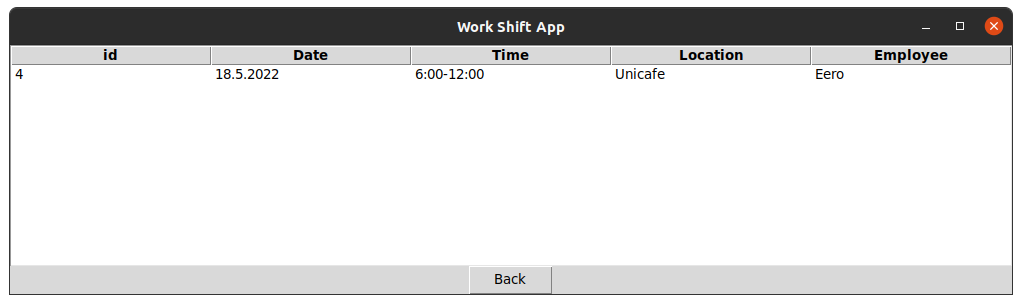 Work Shift App
id Date Time Location Employee
4 18.5.2022 6:00-12:00 Unicafe Eero
Back